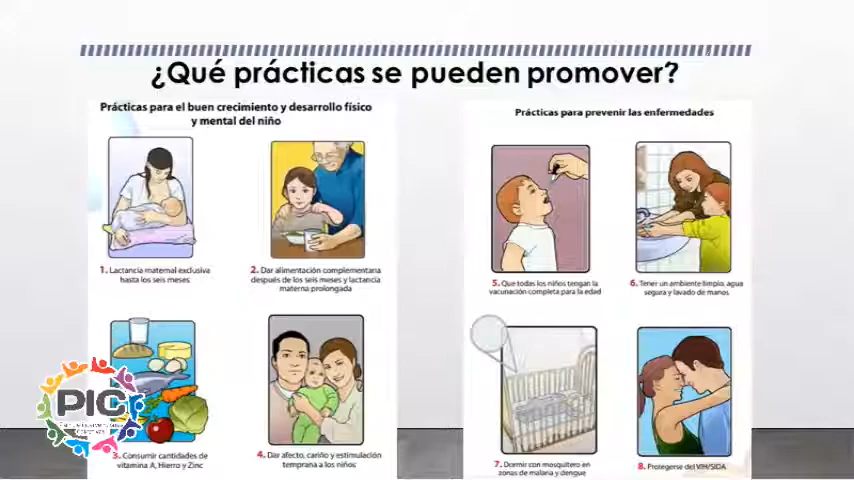 ¿Qué prácticas se pueden promover?
Prácticas para el buen crecimiento y desarrollo físico
y mental del niño
1. Lactancia maternal exclusiva
hasta los seis meses
2. Dar alimentación complementaria
después de los seis meses y lactancia
materna prolongada
3. Consumir cantidades de
vitamina A, Hierro y Zinc
4. Dar afecto, cariño y estimulación
temprana a los niños
Prácticas para prevenir las enfermedades
5. Que todas los niños tengan la
vacunación completa para la edad
6. Tener un ambiente limpio, agua
segura y lavado de manos
7. Dormir con mosquitero en
zonas de malaria y dengue
8. Protegerse del VIH/SIDA
PIC